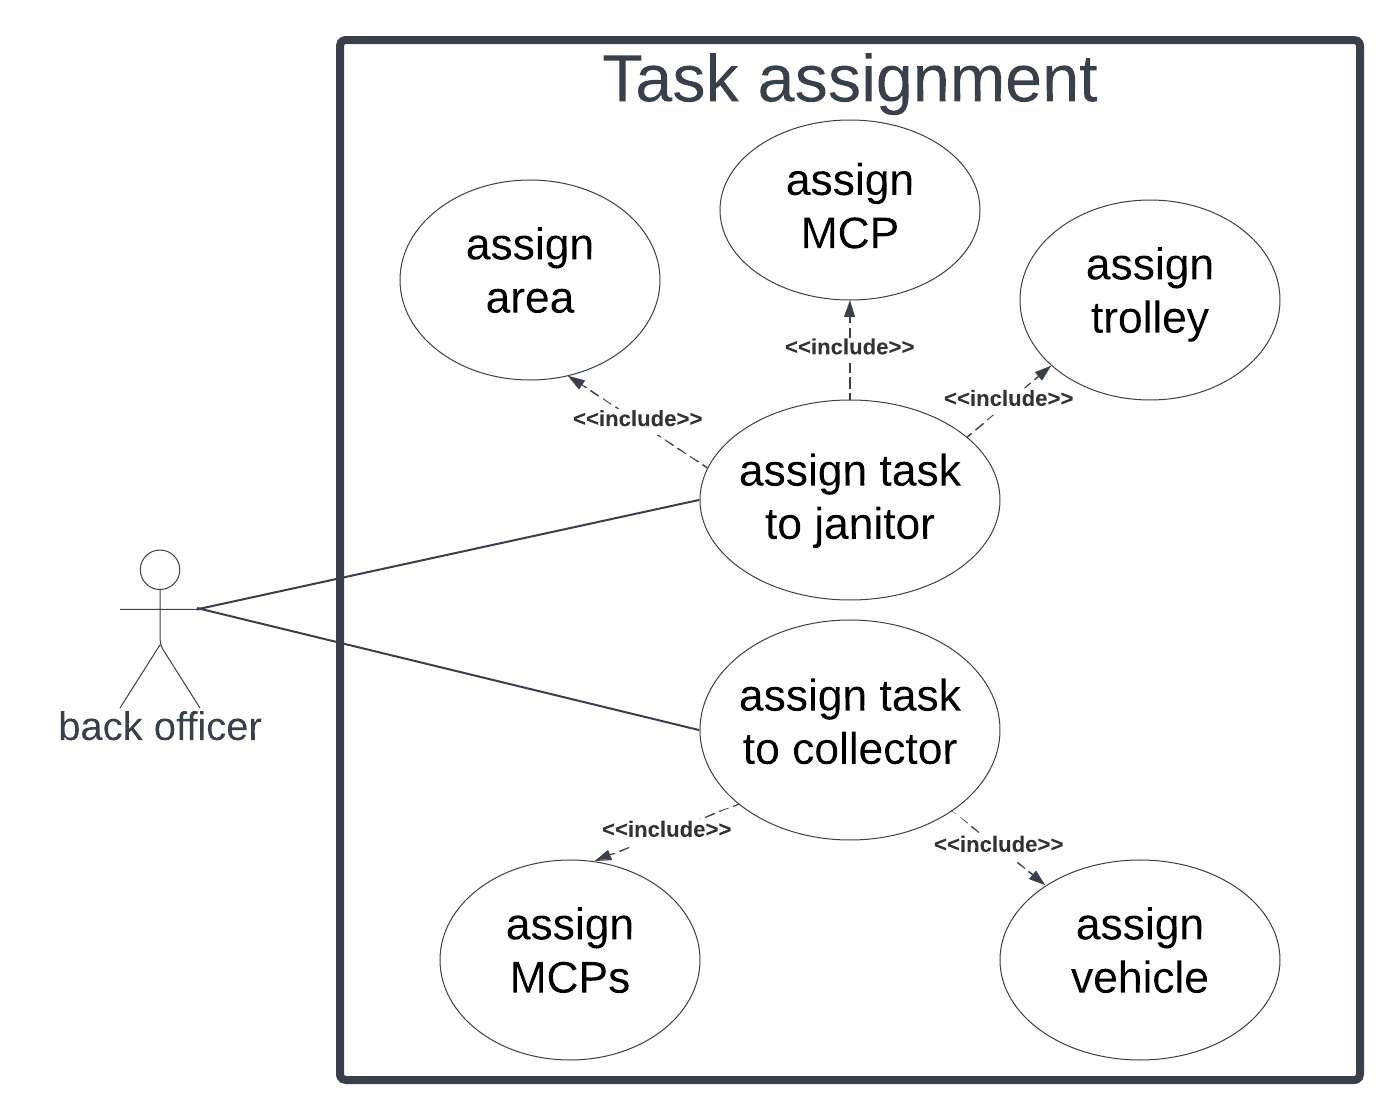 Task assignment
assign
MCP
assign
area
assign
trolley
<<include>>
<<include>>
<<include>>
assign task
to janitor
back officer
assign task
to collector
<<include>>
<<include>>
assign
MCPs
assign
vehicle